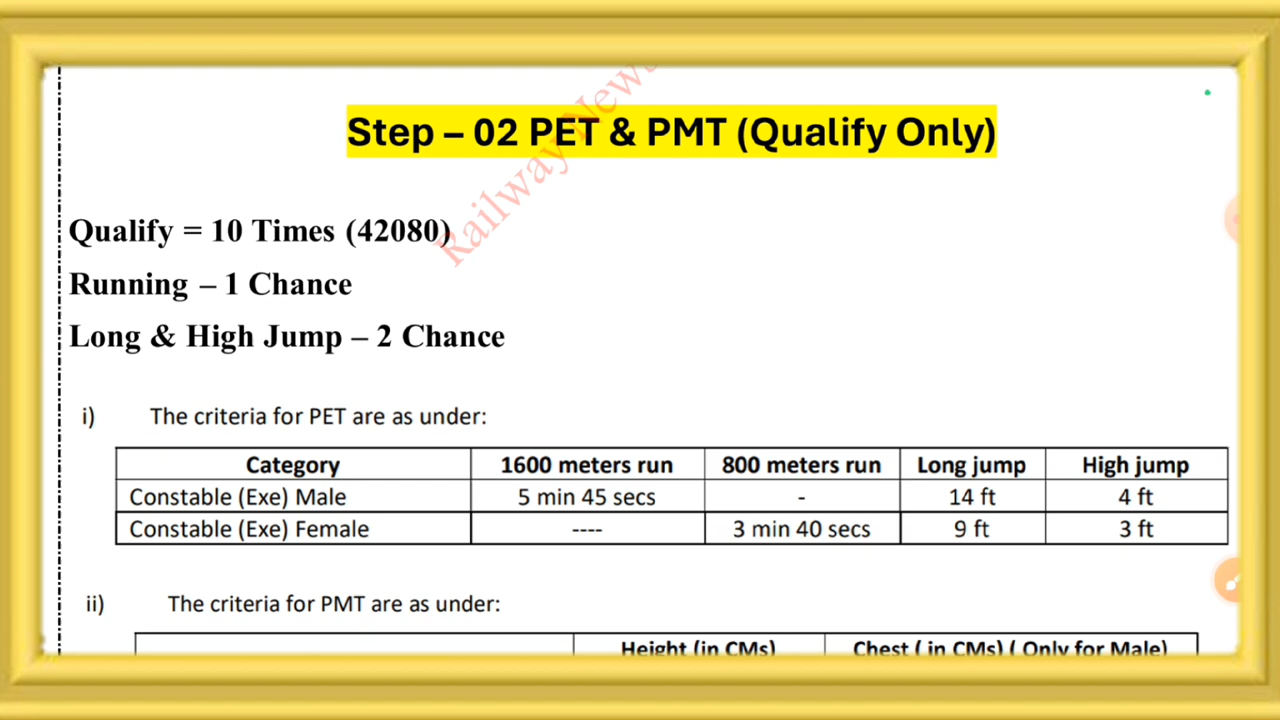 Railway News
Step – 02 PET & PMT (Qualify Only)
Qualify = 10 Times (42080)
Running – 1 Chance
Long & High Jump – 2 Chance
i) The criteria for PET are as under:
Category 1600 meters run 800 meters run Long jump High jump
Constable (Exe) Male 5 min 45 secs - 14 ft 4 ft
Constable (Exe) Female ---- 3 min 40 secs 9 ft 3 ft
ii) The criteria for PMT are as under:
Height (in CMs) Chest ( in CMs) ( Only for Male)